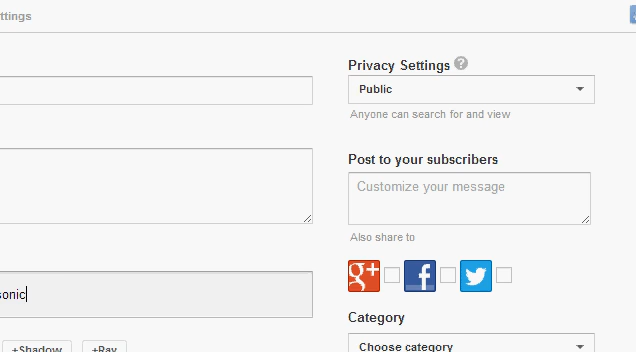 ttings
Privacy Settings ?
Public
Anyone can search for and view
Post to your subscribers
Customize your message
Also share to
g+ f
sonic
Category
+Shadow +Ray
Choose category